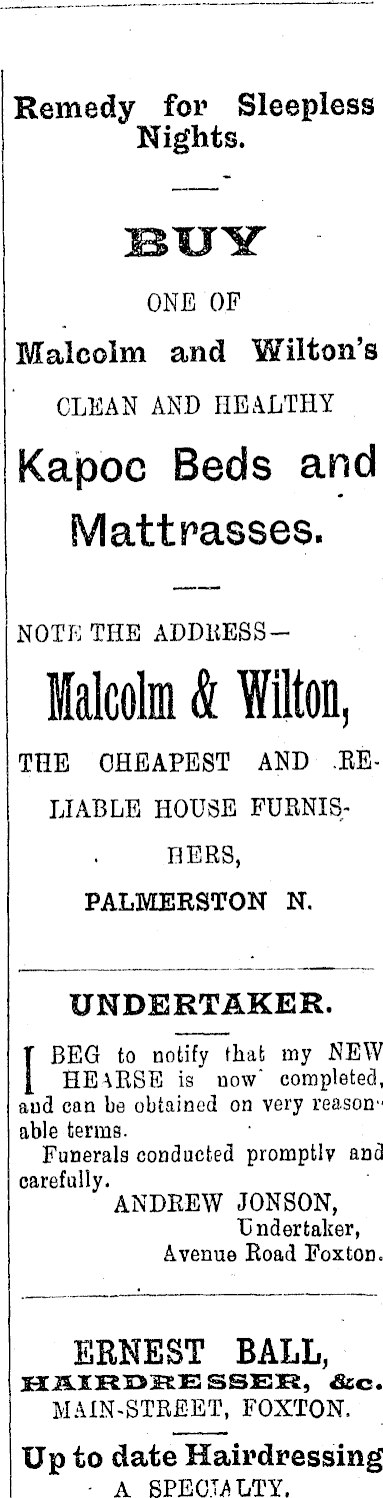 Remedy for Sleepless
Nights.
BUY
ONE OF
Malcolm and Wilton's
CLEAN AND HEALTHY
Kapoc Beds and
Mattrasses.
NOTE THE ADDRESS—
Malcolm & Wilton,
THE CHEAPEST AND RE-
LIABLE HOUSE FURNIS-
HERS,
PALMERSTON N.
UNDERTAKER.
I BEG to notify that my NEW
HEARSE is now completed,
and can be obtained on very reason-
able terms.
Funerals conducted promptly and
carefully.
ANDREW JONSON,
Undertaker,
Avenue Road Foxton.
ERNEST BALL,
HAIRDRESSER, &c.
MAIN-STREET, FOXTON.
Up to date Hairdressing
A SPECIALTY.